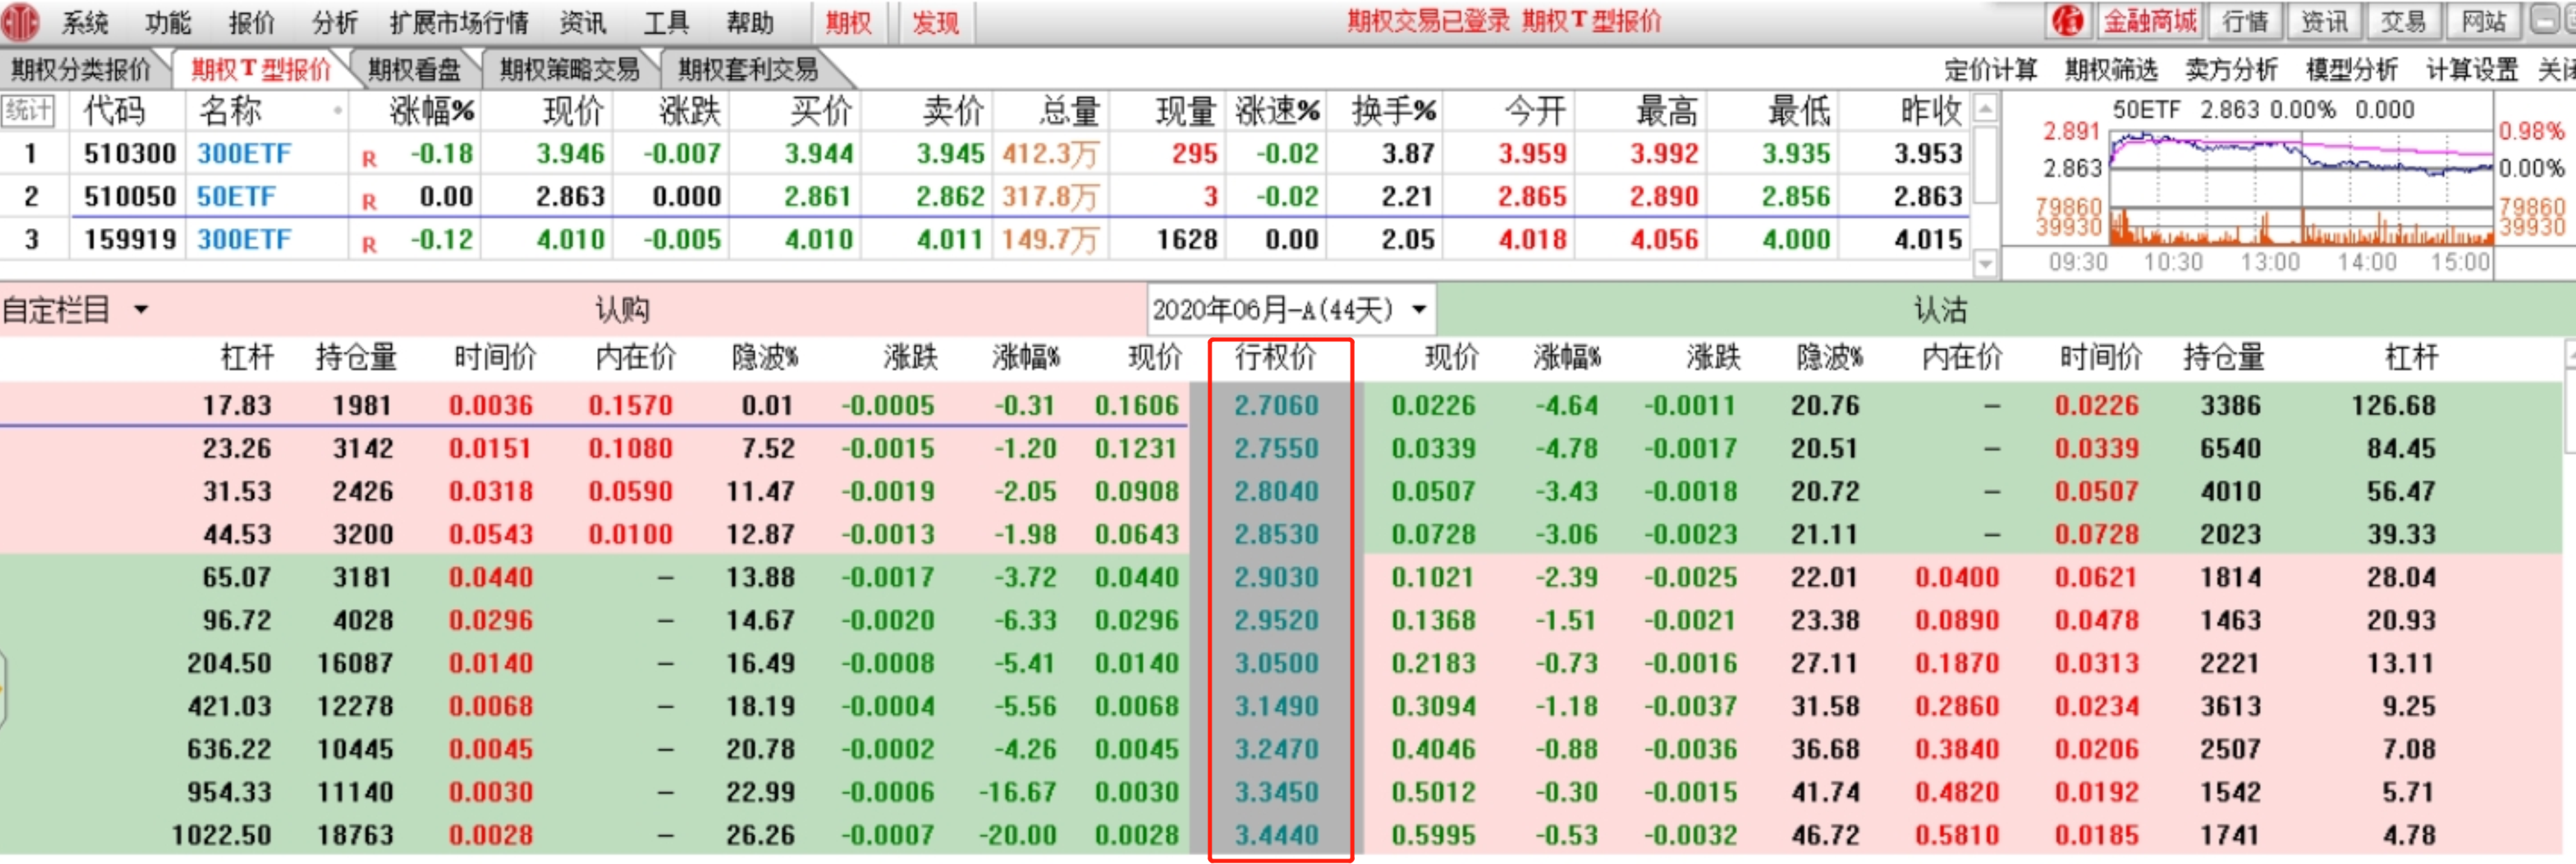 系统 功能 报价 分析 扩展市场行情 资讯 工具 帮助 期权 发现 期权交易已登录 期权T型报价 金融商城 行情 资讯 交易 网站
期权分类报价 期权T型报价 期权看盘 期权策略交易 期权套利交易 定价计算 期权筛选 卖方分析 模型分析 计算设置
统计 代码 名称 涨幅% 现价 涨跌 买价 卖价 总量 现量 涨速% 换手% 今开 最高 最低 昨收
1 510300 300ETF R -0.18 3.946 -0.007 3.944 3.945 412.3万 295 -0.02 3.87 3.959 3.992 3.935 3.953
2 510050 50ETF R 0.00 2.863 0.000 2.861 2.862 317.8万 3 -0.02 2.21 2.865 2.890 2.856 2.863
3 159919 300ETF R -0.12 4.010 -0.005 4.010 4.011 149.7万 1628 0.00 2.05 4.018 4.056 4.000 4.015
50ETF 2.863 0.00% 0.000
2.891 0.98%
2.863 0.00%
79860 79860
39930 39930
09:30 10:30 13:00 14:00 15:00
自定栏目 认购 2020年06月-A(44天) 认沽
杠杆 持仓量 时间价 内在价 隐波% 涨跌 涨幅% 现价 行权价 现价 涨幅% 涨跌 隐波% 内在价 时间价 持仓量 杠杆
17.83 1981 0.0036 0.1570 0.01 -0.0005 -0.31 0.1606 2.7060 0.0226 -4.64 -0.0011 20.76 — 0.0226 3386 126.68
23.26 3142 0.0151 0.1080 7.52 -0.0015 -1.20 0.1231 2.7550 0.0339 -4.78 -0.0017 20.51 — 0.0339 6540 84.45
31.53 2426 0.0318 0.0590 11.47 -0.0019 -2.05 0.0908 2.8040 0.0507 -3.43 -0.0018 20.72 — 0.0507 4010 56.47
44.53 3200 0.0543 0.0100 12.87 -0.0013 -1.98 0.0643 2.8530 0.0728 -3.06 -0.0023 21.11 — 0.0728 2023 39.33
65.07 3181 0.0440 — 13.88 -0.0017 -3.72 0.0440 2.9030 0.1021 -2.39 -0.0025 22.01 0.0400 0.0621 1814 28.04
96.72 4028 0.0296 — 14.67 -0.0020 -6.33 0.0296 2.9520 0.1368 -1.51 -0.0021 23.38 0.0890 0.0478 1463 20.93
204.50 16087 0.0140 — 16.49 -0.0008 -5.41 0.0140 3.0500 0.2183 -0.73 -0.0016 27.11 0.1870 0.0313 2221 13.11
421.03 12278 0.0068 — 18.19 -0.0004 -5.56 0.0068 3.1490 0.3094 -1.18 -0.0037 31.58 0.2860 0.0234 3613 9.25
636.22 10445 0.0045 — 20.78 -0.0002 -4.26 0.0045 3.2470 0.4046 -0.88 -0.0036 36.68 0.3840 0.0206 2507 7.08
954.33 11140 0.0030 — 22.99 -0.0006 -16.67 0.0030 3.3450 0.5012 -0.30 -0.0015 41.74 0.4820 0.0192 1542 5.71
1022.50 18763 0.0028 — 26.26 -0.0007 -20.00 0.0028 3.4440 0.5995 -0.53 -0.0032 46.72 0.5810 0.0185 1741 4.78